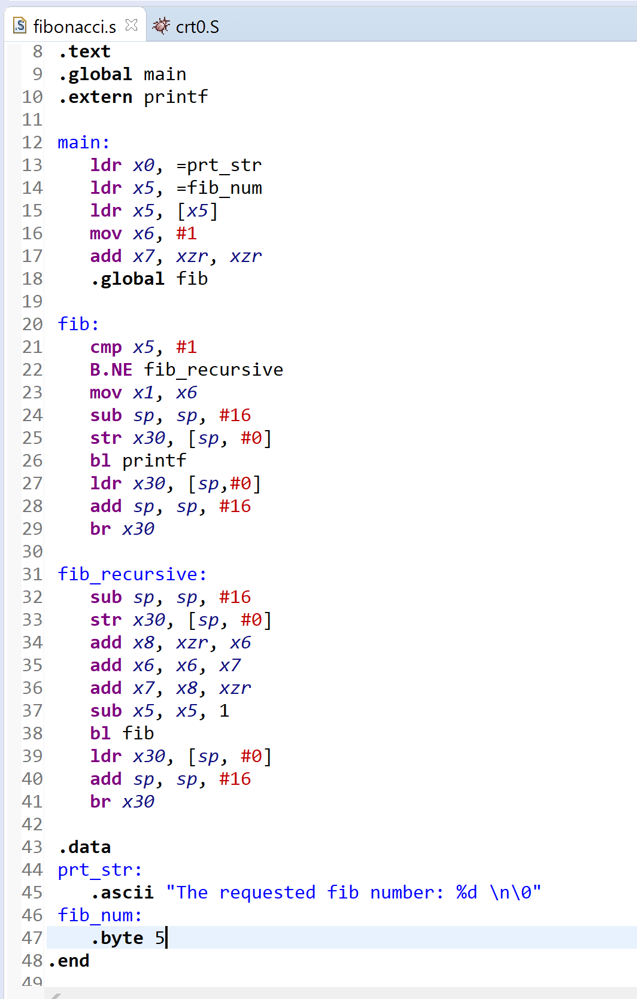 fibonacci.s crt0.S
8 .text
9 .global main
10 .extern printf
11
12 main:
13 ldr x0, =prt_str
14 ldr x5, =fib_num
15 ldr x5, [x5]
16 mov x6, #1
17 add x7, xzr, xzr
18 .global fib
19
20 fib:
21 cmp x5, #1
22 B.NE fib_recursive
23 mov x1, x6
24 sub sp, sp, #16
25 str x30, [sp, #0]
26 bl printf
27 ldr x30, [sp,#0]
28 add sp, sp, #16
29 br x30
30
31 fib_recursive:
32 sub sp, sp, #16
33 str x30, [sp, #0]
34 add x8, xzr, x6
35 add x6, x6, x7
36 add x7, x8, xzr
37 sub x5, x5, 1
38 bl fib
39 ldr x30, [sp, #0]
40 add sp, sp, #16
41 br x30
42
43 .data
44 prt_str:
45 .ascii "The requested fib number: %d \n\0"
46 fib_num:
47 .byte 5
48 .end
49